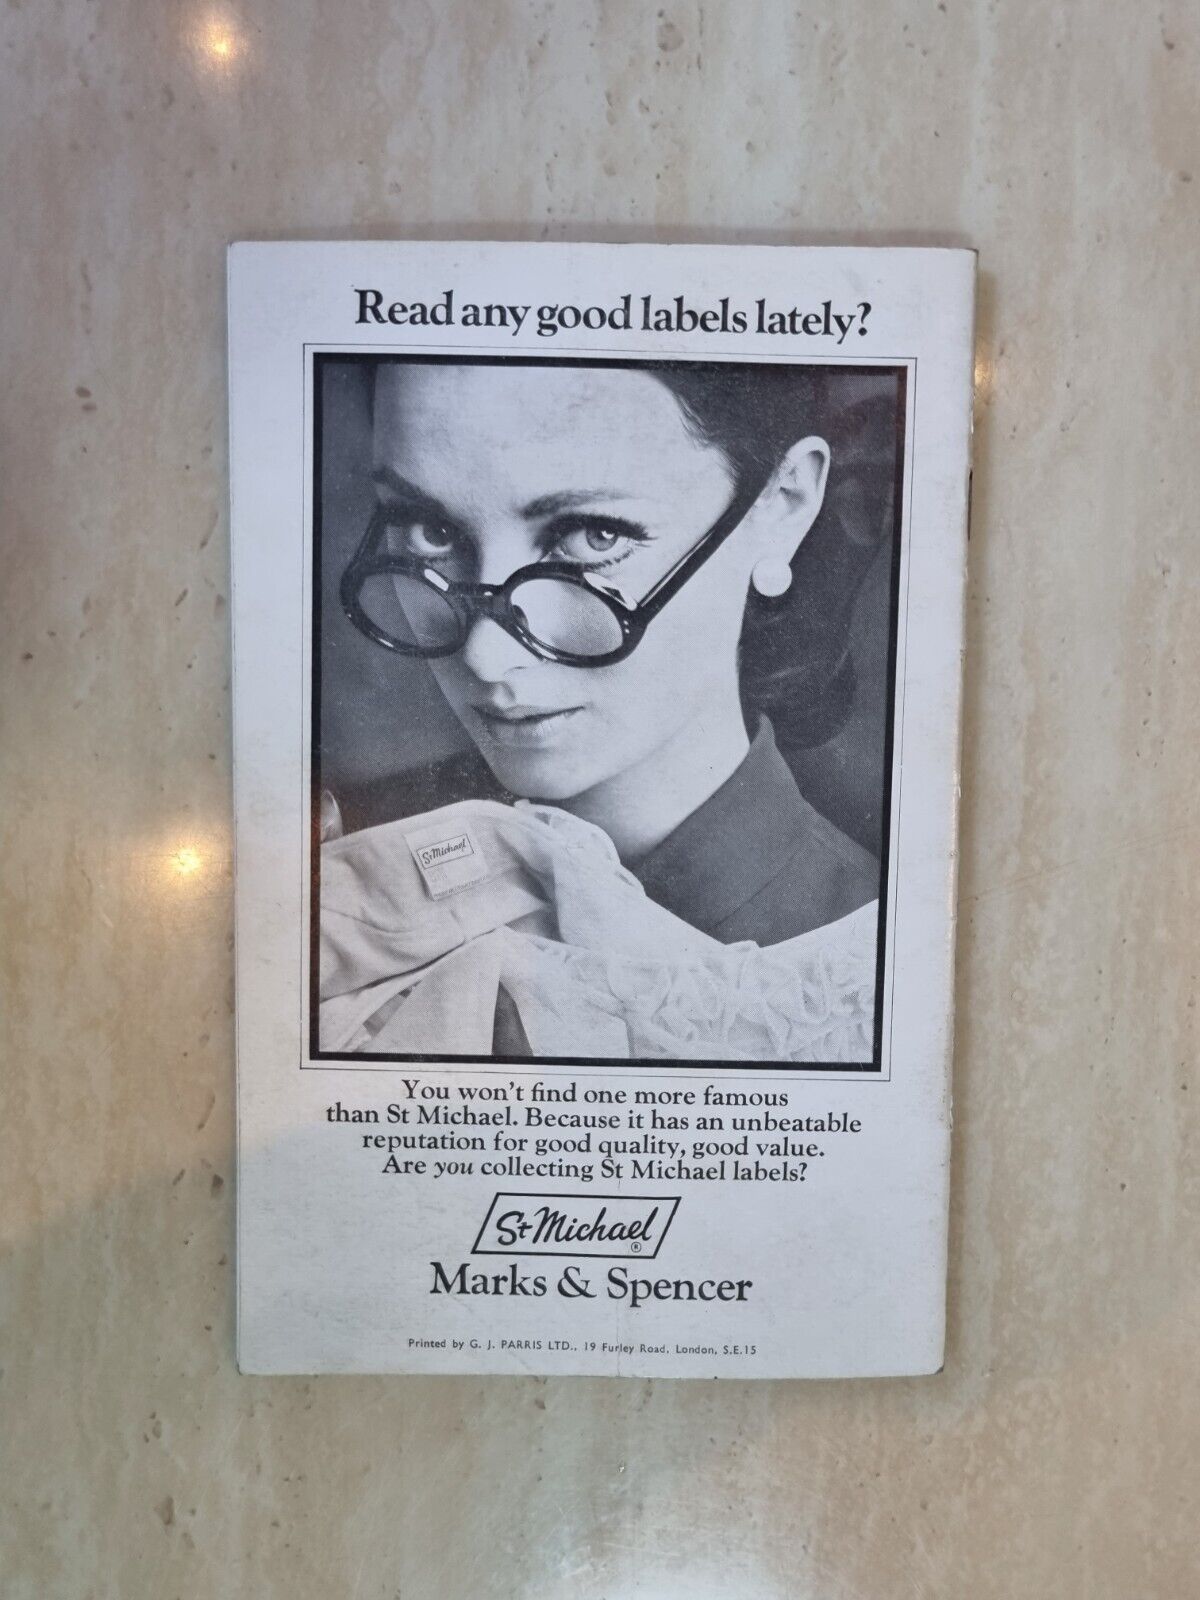 Read any good labels lately?
St Michael
You won't find one more famous
than St Michael. Because it has an unbeatable
reputation for good quality, good value.
Are you collecting St Michael labels?
St Michael
®
Marks & Spencer
Printed by G. J. PARRIS LTD., 19 Furley Road, London, S.E.15